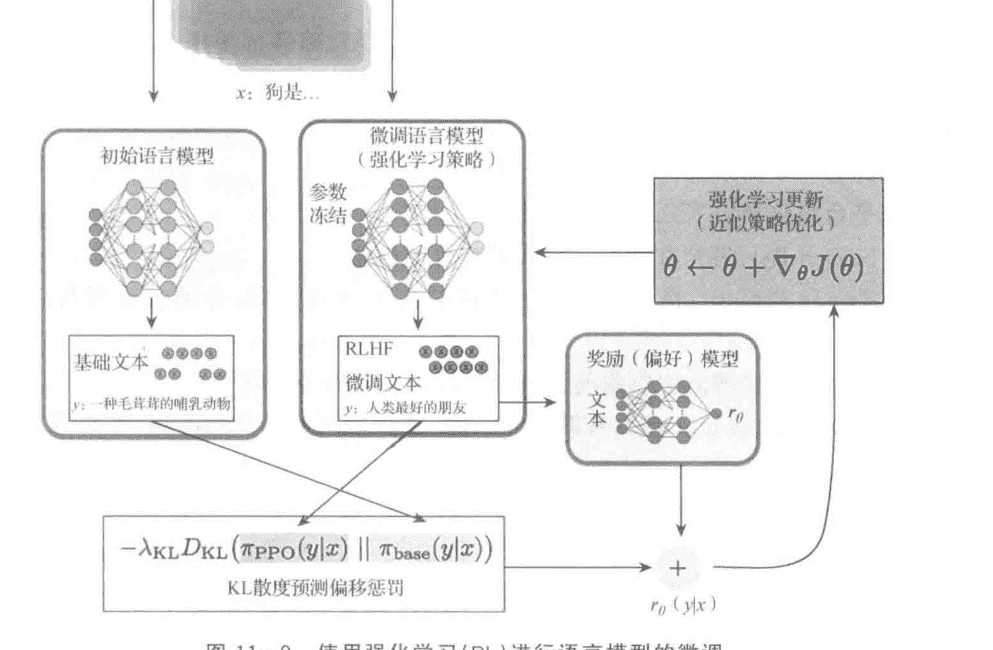 x：狗是...
初始语言模型
微调语言模型
（强化学习策略）
参数
冻结
强化学习更新
（近似策略优化）
θ ← θ + ∇θJ(θ)
基础文本
y：一种毛茸茸的哺乳动物
RLHF
微调文本
y：人类最好的朋友
奖励（偏好）模型
文
本
rθ
−λKL DKL(πPPO(y|x) || πbase(y|x))
KL散度预测偏移惩罚
+
rθ（y|x）
使用强化学习(RL)进行语言模型的微调